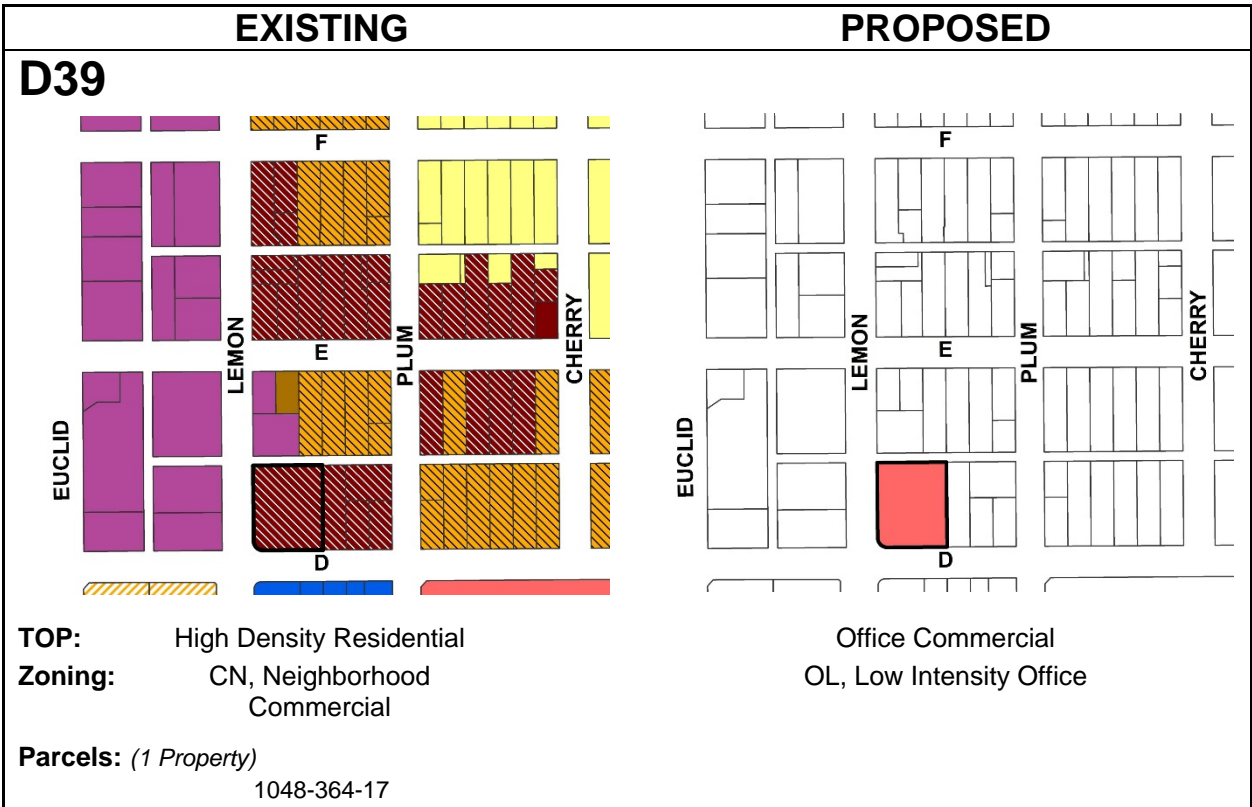 EXISTING
PROPOSED
D39
F
LEMON
E
PLUM
CHERRY
EUCLID
D
F
LEMON
E
PLUM
CHERRY
EUCLID
D
TOP: High Density Residential
Office Commercial
Zoning: CN, Neighborhood
Commercial
OL, Low Intensity Office
Parcels: (1 Property)
1048-364-17